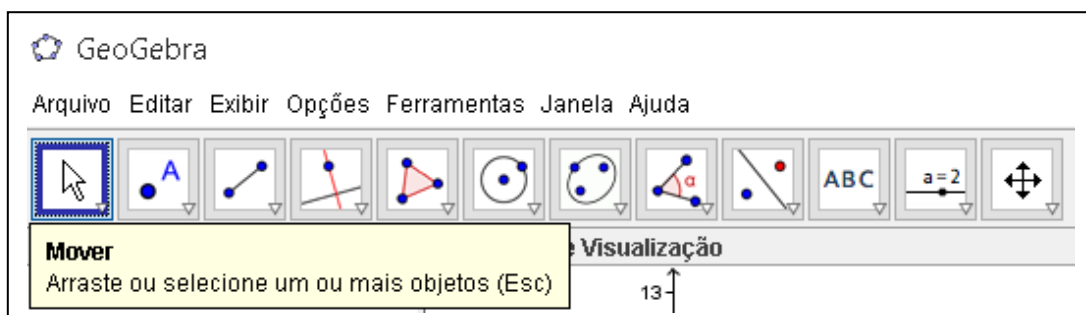 GeoGebra
Arquivo Editar Exibir Opções Ferramentas Janela Ajuda
A α ABC a=2
Mover
Arraste ou selecione um ou mais objetos (Esc)
e Visualização
13